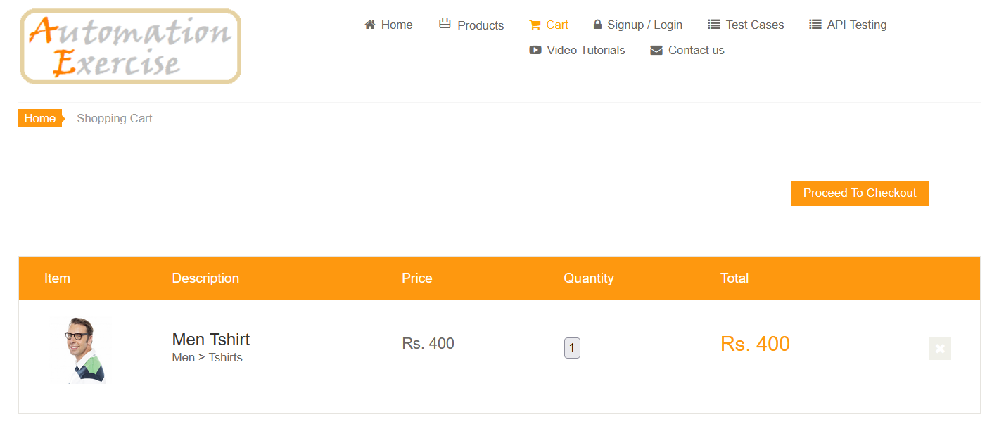 Automation
Exercise
Home Products Cart Signup / Login Test Cases API Testing
Video Tutorials Contact us
Home Shopping Cart
Proceed To Checkout
Item Description Price Quantity Total
Men Tshirt Rs. 400 1 Rs. 400
Men > Tshirts